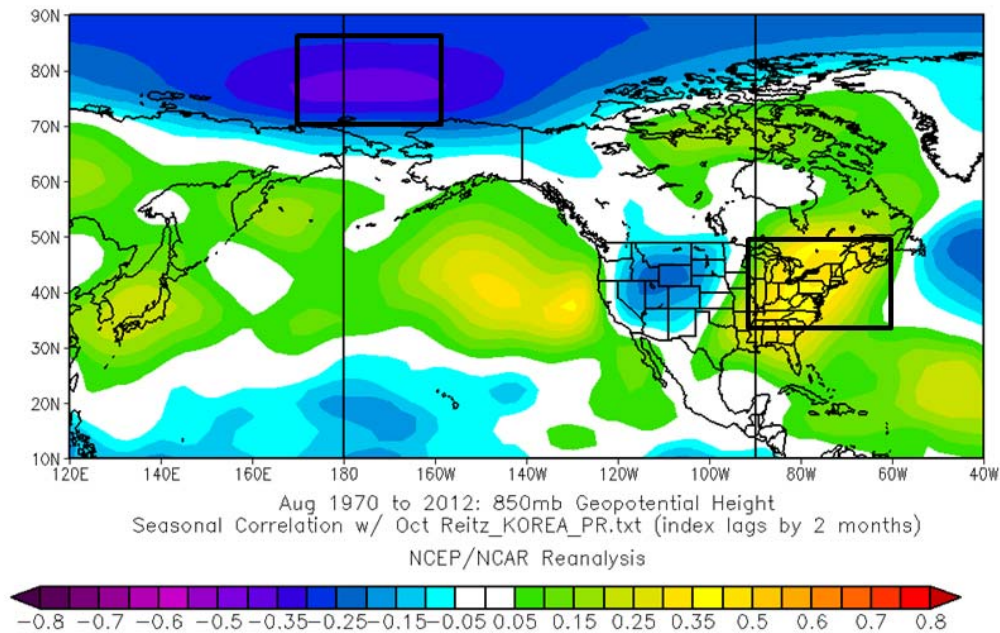 90N
80N
70N
60N
50N
40N
30N
20N
10N
120E 140E 160E 180 160W 140W 120W 100W 80W 60W 40W
Aug 1970 to 2012: 850mb Geopotential Height
Seasonal Correlation w/ Oct Reitz_KOREA_PR.txt (index lags by 2 months)
NCEP/NCAR Reanalysis
-0.8 -0.7 -0.6 -0.5 -0.35 -0.25 -0.15 -0.05 0.05 0.15 0.25 0.35 0.5 0.6 0.7 0.8